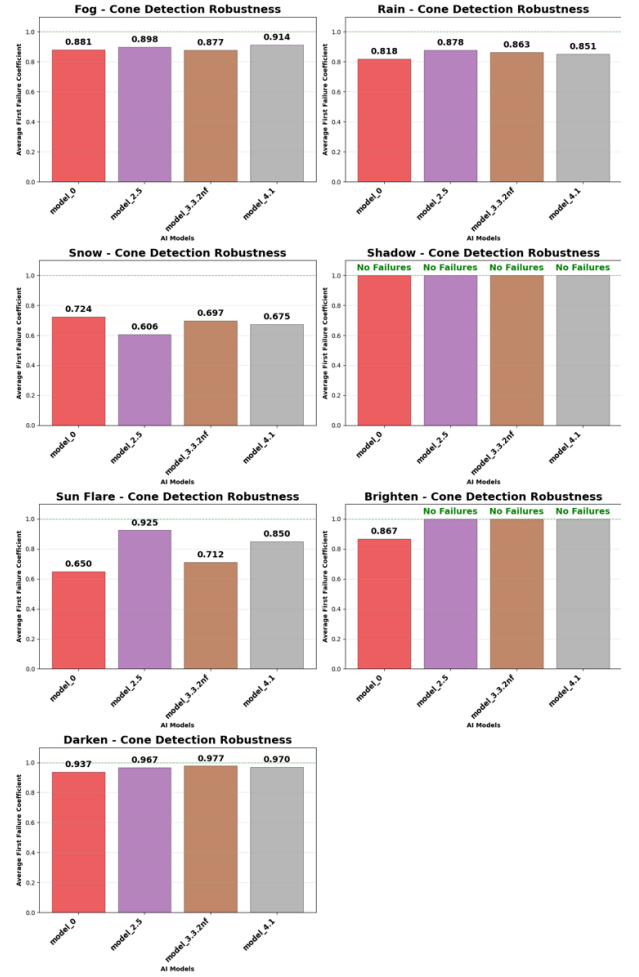 Fog - Cone Detection Robustness
Average First Failure Coefficient
1.0
0.8
0.6
0.4
0.2
0.0
0.881
0.898
0.877
0.914
model_0
model_2.5
model_3.3.2nf
model_4.1
AI Models
Rain - Cone Detection Robustness
Average First Failure Coefficient
1.0
0.8
0.6
0.4
0.2
0.0
0.818
0.878
0.863
0.851
model_0
model_2.5
model_3.3.2nf
model_4.1
AI Models
Snow - Cone Detection Robustness
Average First Failure Coefficient
1.0
0.8
0.6
0.4
0.2
0.0
0.724
0.606
0.697
0.675
model_0
model_2.5
model_3.3.2nf
model_4.1
AI Models
Shadow - Cone Detection Robustness
Average First Failure Coefficient
1.0
0.8
0.6
0.4
0.2
0.0
No Failures
No Failures
No Failures
No Failures
model_0
model_2.5
model_3.3.2nf
model_4.1
AI Models
Sun Flare - Cone Detection Robustness
Average First Failure Coefficient
1.0
0.8
0.6
0.4
0.2
0.0
0.650
0.925
0.712
0.850
model_0
model_2.5
model_3.3.2nf
model_4.1
AI Models
Brighten - Cone Detection Robustness
Average First Failure Coefficient
1.0
0.8
0.6
0.4
0.2
0.0
0.867
No Failures
No Failures
No Failures
model_0
model_2.5
model_3.3.2nf
model_4.1
AI Models
Darken - Cone Detection Robustness
Average First Failure Coefficient
1.0
0.8
0.6
0.4
0.2
0.0
0.937
0.967
0.977
0.970
model_0
model_2.5
model_3.3.2nf
model_4.1
AI Models